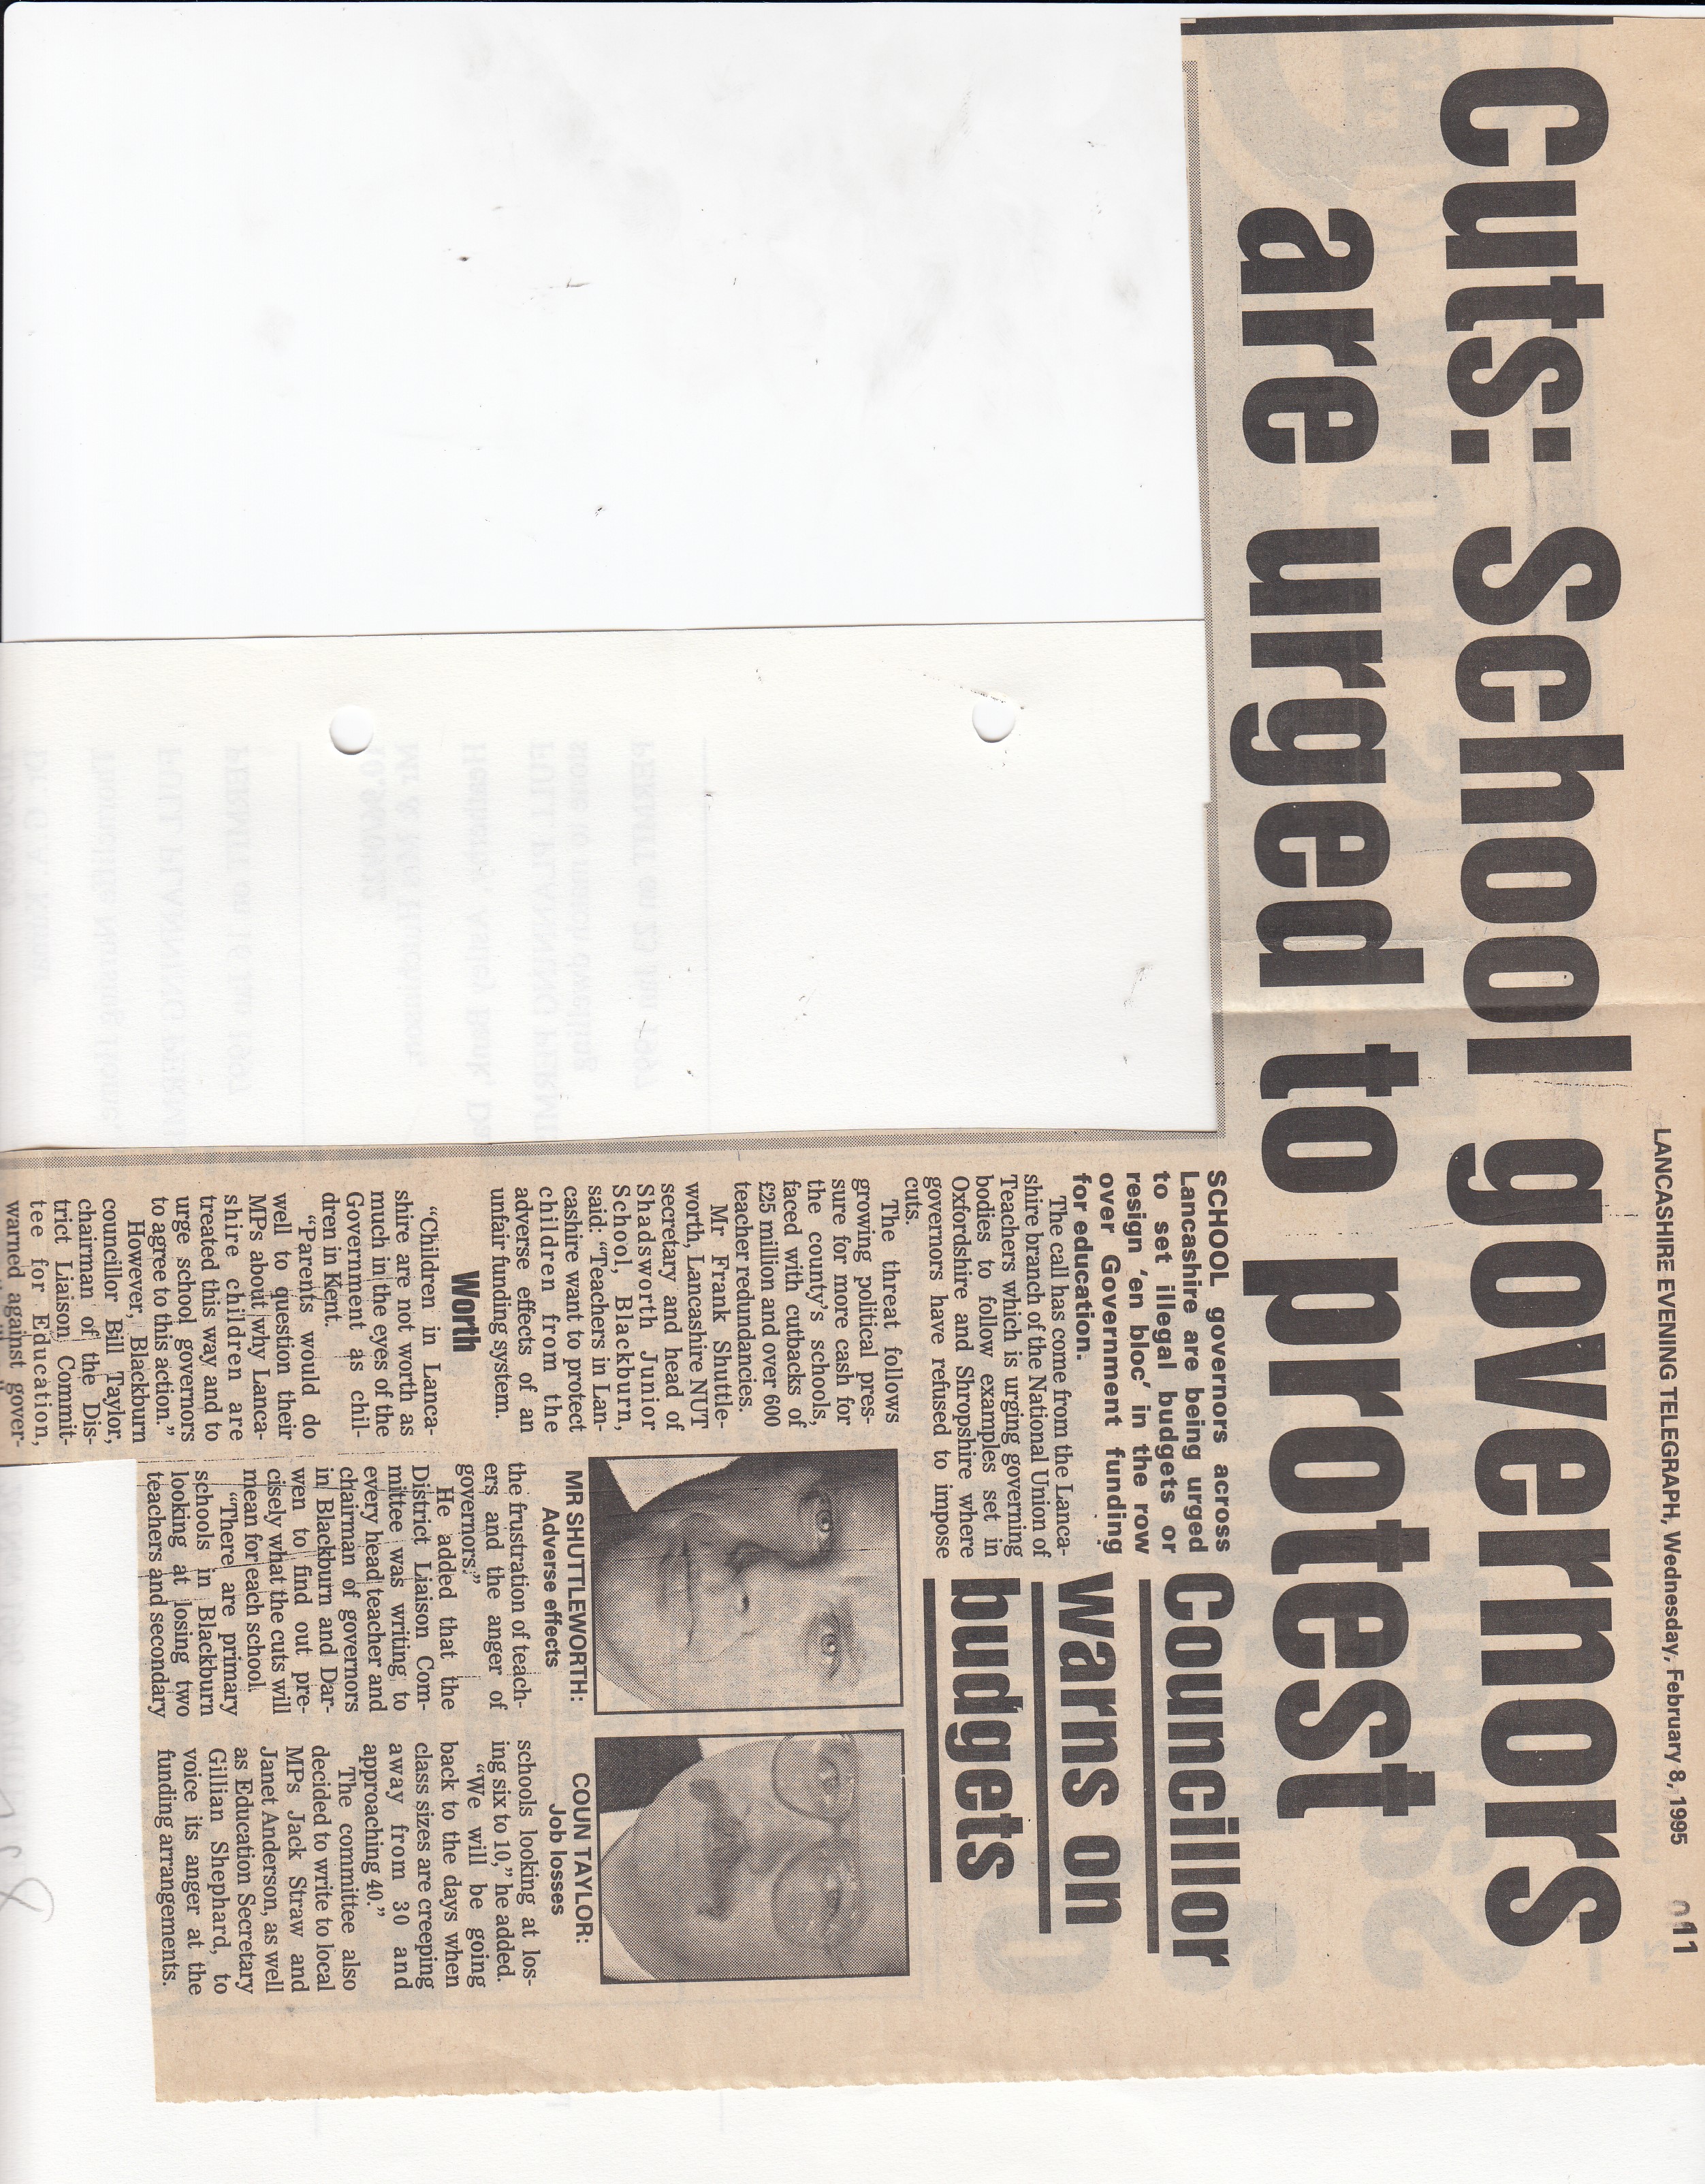 LANCASHIRE EVENING TELEGRAPH, Wednesday, February 8, 1995 11
cuts: School governors
are urged to protest
SCHOOL governors across
Lancashire are being urged
to set illegal budgets or
resign ‘en bloc’ in the row
over Government funding
for education.
The call has come from the Lanca-
shire branch of the National Union of
Teachers which is urging governing
bodies to follow examples set in
Oxfordshire and Shropshire where
governors have refused to impose
cuts.
Councillor
warns on
budgets
The threat follows
growing political pres-
sure for more cash for
the county’s schools,
faced with cutbacks of
£25 million and over 600
teacher redundancies.
Mr Frank Shuttle-
worth, Lancashire NUT
secretary and head of
Shadsworth Junior
School, Blackburn,
said: “Teachers in Lan-
cashire want to protect
children from the
adverse effects of an
unfair funding system.
Worth
“Children in Lanca-
shire are not worth as
much in the eyes of the
Government as chil-
dren in Kent.
“Parents would do
well to question their
MPs about why Lanca-
shire children are
treated this way and to
urge school governors
to agree to this action.”
However, Blackburn
councillor Bill Taylor,
chairman of the Dis-
trict Liaison Commit-
tee for Education,
warned against gover-
MR SHUTTLEWORTH:
Adverse effects
the frustration of teach-
ers and the anger of
governors.”
He added that the
District Liaison Com-
mittee was writing to
every head teacher and
chairman of governors
in Blackburn and Dar-
wen to find out pre-
cisely what the cuts will
mean for each school.
“There are primary
schools in Blackburn
looking at losing two
teachers and secondary
COUN TAYLOR:
Job losses
schools looking at los-
ing six to 10,” he added.
“We will be going
back to the days when
class sizes are creeping
away from 30 and
approaching 40.”
The committee also
decided to write to local
MPs Jack Straw and
Janet Anderson, as well
as Education Secretary
Gillian Shephard, to
voice its anger at the
funding arrangements.